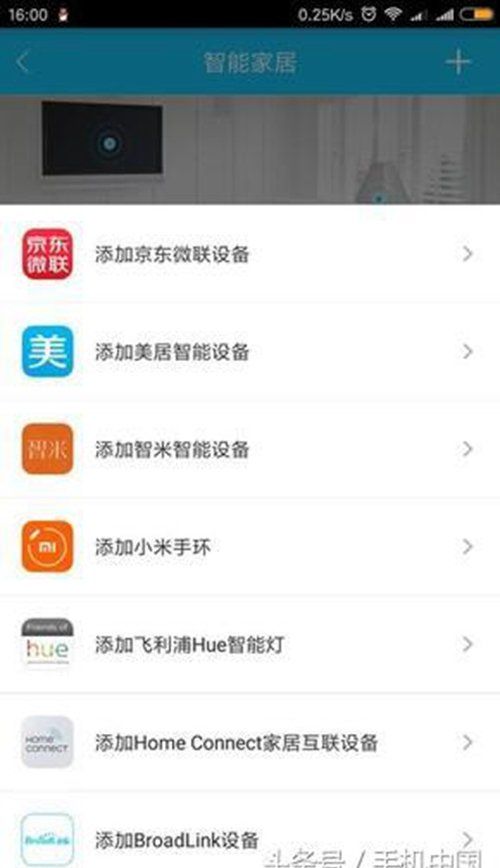 16:00
0.25K/s
智能家居
京东
微联
添加京东微联设备
美
添加美居智能设备
智米
添加智米智能设备
MI
添加小米手环
Friends of
hue
添加飞利浦Hue智能灯
HOME
CONNECT
添加Home Connect家居互联设备
添加BroadLink设备
头条号 / 手机中国